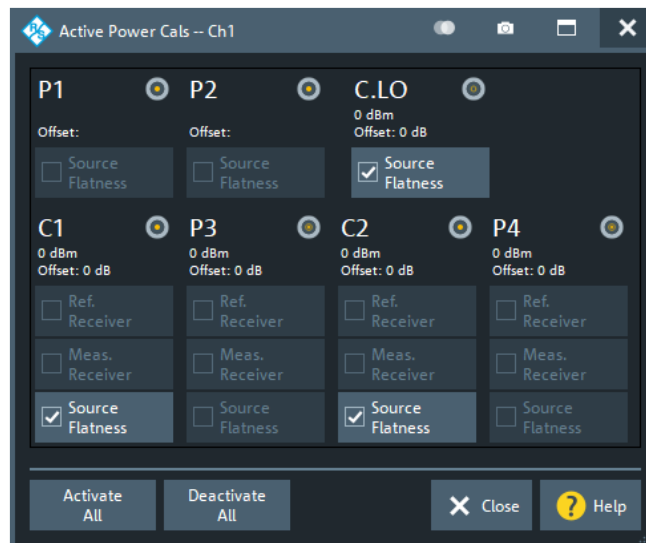 Active Power Cals -- Ch1
P1
P2
C.LO
0 dBm
Offset:
Offset:
Offset: 0 dB
Source
Flatness
Source
Flatness
Source
Flatness
C1
P3
C2
P4
0 dBm
0 dBm
0 dBm
0 dBm
Offset: 0 dB
Offset: 0 dB
Offset: 0 dB
Offset: 0 dB
Ref.
Receiver
Ref.
Receiver
Ref.
Receiver
Ref.
Receiver
Meas.
Receiver
Meas.
Receiver
Meas.
Receiver
Meas.
Receiver
Source
Flatness
Source
Flatness
Source
Flatness
Source
Flatness
Activate
All
Deactivate
All
Close
? Help